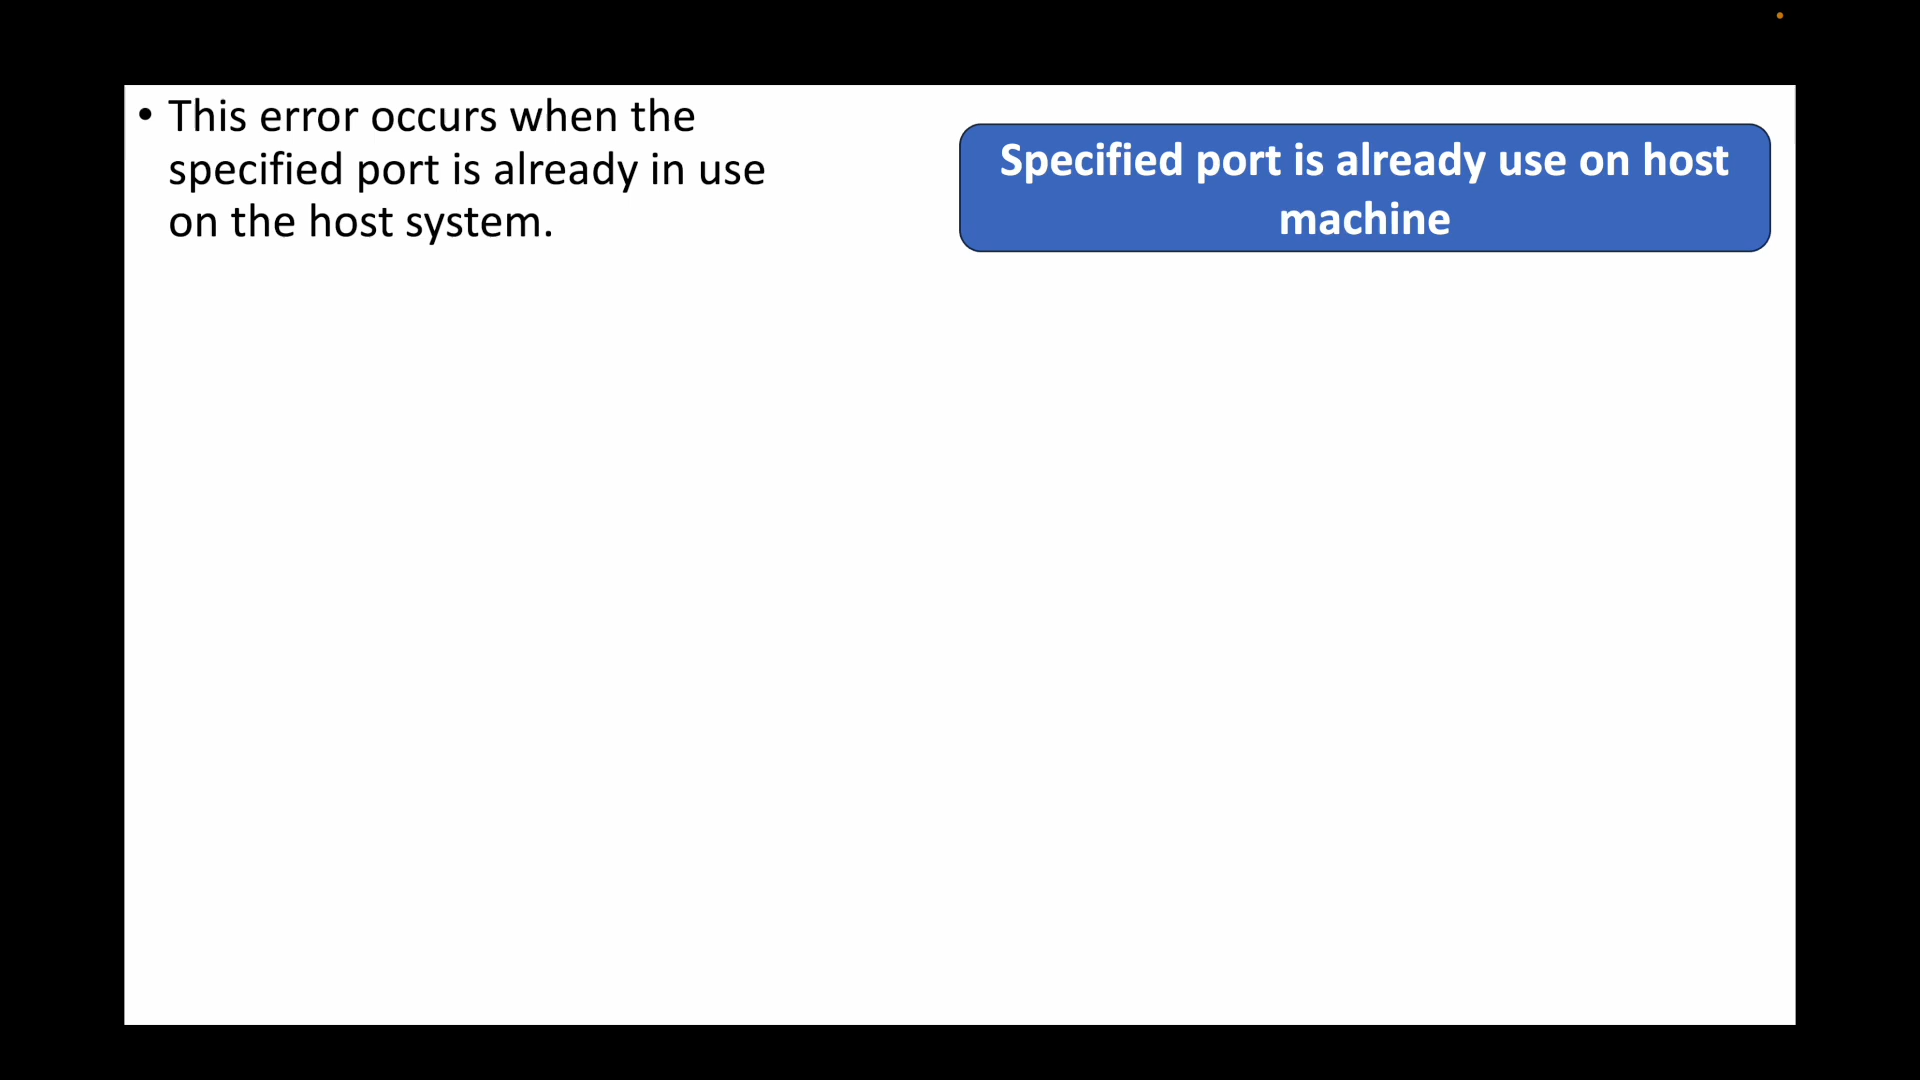 • This error occurs when the
specified port is already in use
on the host system.
Specified port is already use on host
machine